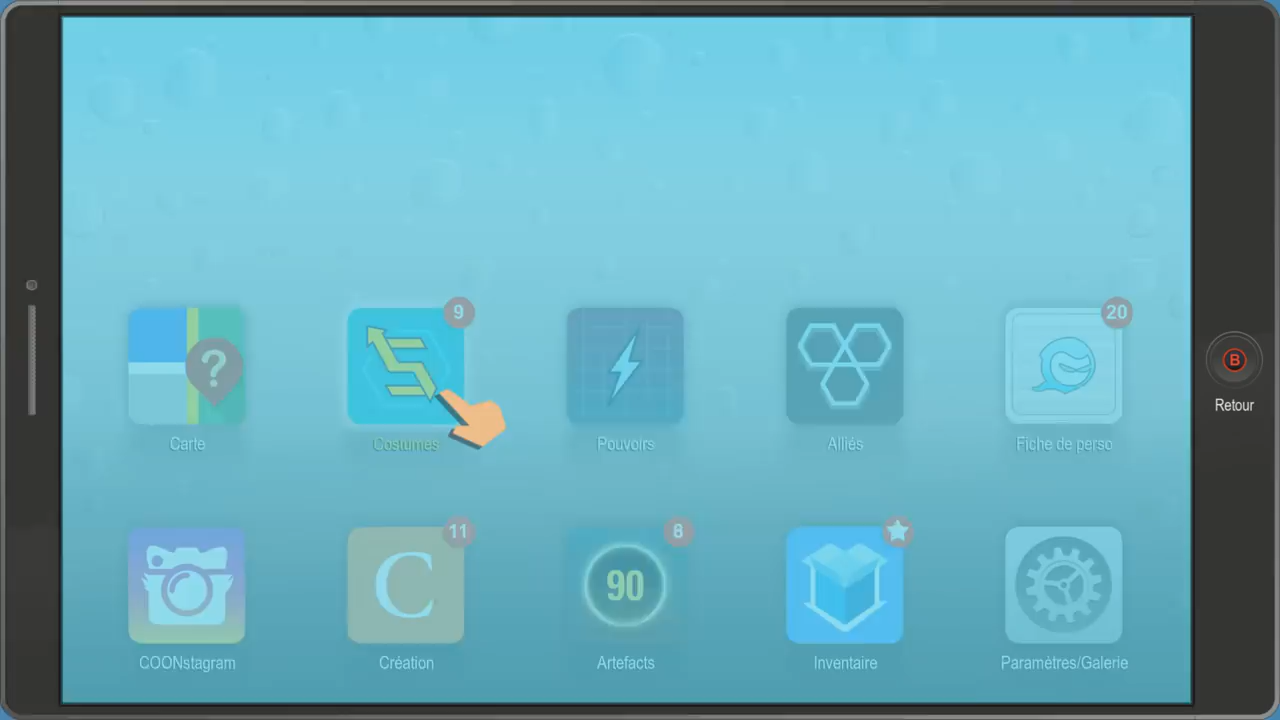 9
20
?
B
Retour
Carte
Costumes
Pouvoirs
Alliés
Fiche de perso
11
8
C
90
COONstagram
Création
Artefacts
Inventaire
Paramètres/Galerie